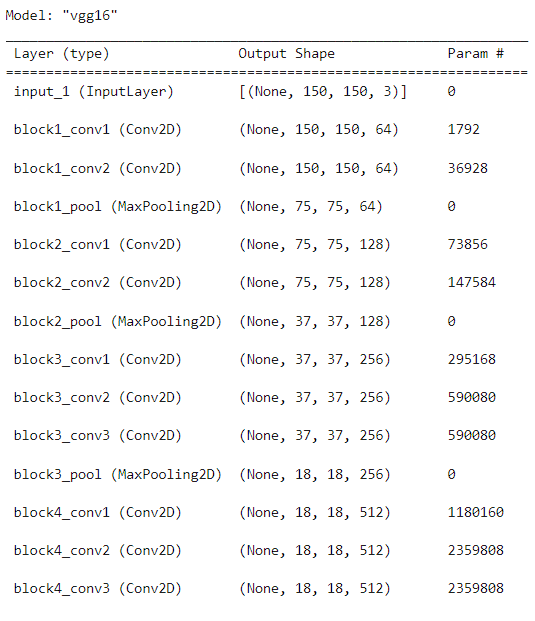 Model: "vgg16"
_________________________________________________________________
Layer (type) Output Shape Param #
=================================================================
input_1 (InputLayer) [(None, 150, 150, 3)] 0
block1_conv1 (Conv2D) (None, 150, 150, 64) 1792
block1_conv2 (Conv2D) (None, 150, 150, 64) 36928
block1_pool (MaxPooling2D) (None, 75, 75, 64) 0
block2_conv1 (Conv2D) (None, 75, 75, 128) 73856
block2_conv2 (Conv2D) (None, 75, 75, 128) 147584
block2_pool (MaxPooling2D) (None, 37, 37, 128) 0
block3_conv1 (Conv2D) (None, 37, 37, 256) 295168
block3_conv2 (Conv2D) (None, 37, 37, 256) 590080
block3_conv3 (Conv2D) (None, 37, 37, 256) 590080
block3_pool (MaxPooling2D) (None, 18, 18, 256) 0
block4_conv1 (Conv2D) (None, 18, 18, 512) 1180160
block4_conv2 (Conv2D) (None, 18, 18, 512) 2359808
block4_conv3 (Conv2D) (None, 18, 18, 512) 2359808